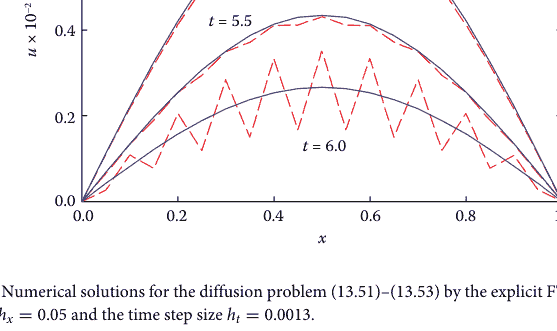 u × 10⁻²
0.4
t = 5.5
0.2
t = 6.0
0.0
0.0 0.2 0.4 0.6 0.8
x
Numerical solutions for the diffusion problem (13.51)–(13.53) by the explicit
hₓ = 0.05 and the time step size hₜ = 0.0013.